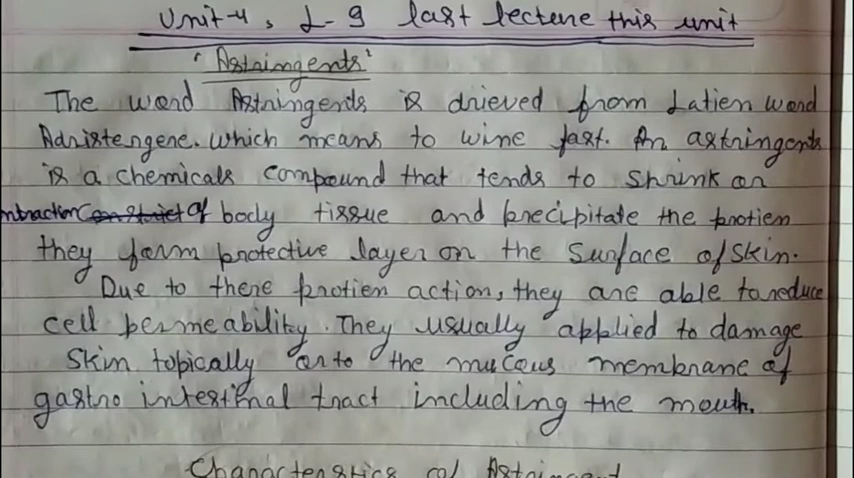 Unit-4, L-9 last lecture this unit
'Astringents'
The word Astringents is drieved from Latien word
Adristengene. which means to wine fast. An astringents
is a chemicals compound that tends to shrink or
ntraction of body tissue and precipitate the protien
they form protective layer on the surface of skin.
Due to there protien action, they are able to reduce
cell permeability. They usually applied to damage
skin topically or to the mucous membrane of
gastro intestinal tract including the mouth.
Characterstics of Astringent